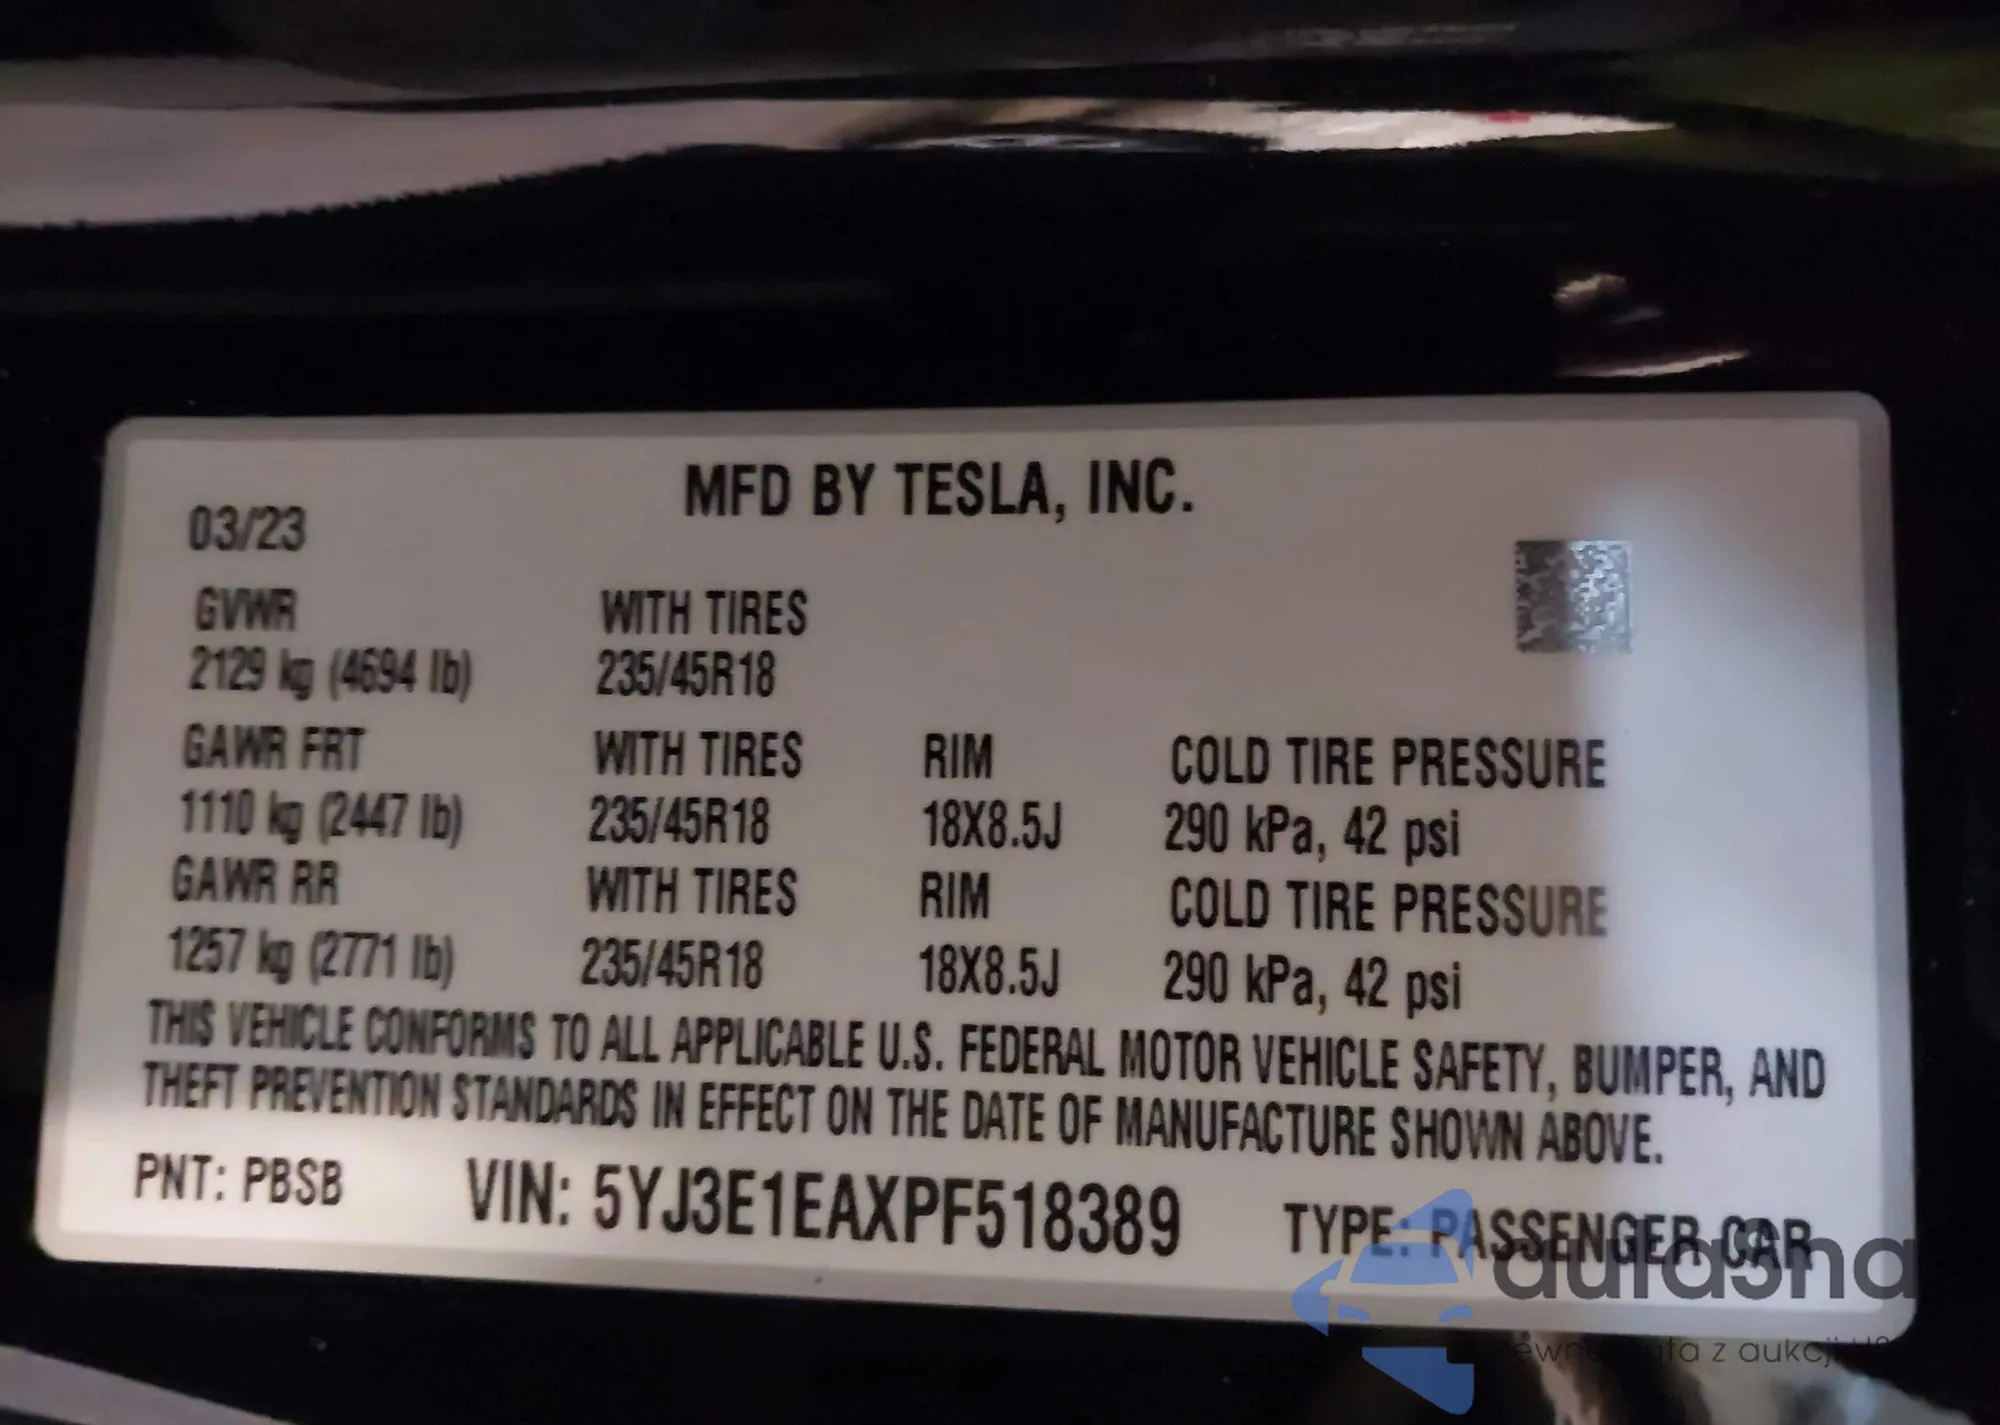 MFD BY TESLA, INC.
03/23
GVWR WITH TIRES
2129 kg (4694 lb) 235/45R18
GAWR FRT WITH TIRES RIM COLD TIRE PRESSURE
1110 kg (2447 lb) 235/45R18 18X8.5J 290 kPa, 42 psi
GAWR RR WITH TIRES RIM COLD TIRE PRESSURE
1257 kg (2771 lb) 235/45R18 18X8.5J 290 kPa, 42 psi
THIS VEHICLE CONFORMS TO ALL APPLICABLE U.S. FEDERAL MOTOR VEHICLE SAFETY, BUMPER, AND
THEFT PREVENTION STANDARDS IN EFFECT ON THE DATE OF MANUFACTURE SHOWN ABOVE.
PNT: PBSB VIN: 5YJ3E1EAXPF518389 TYPE: PASSENGER CAR
z aukcji